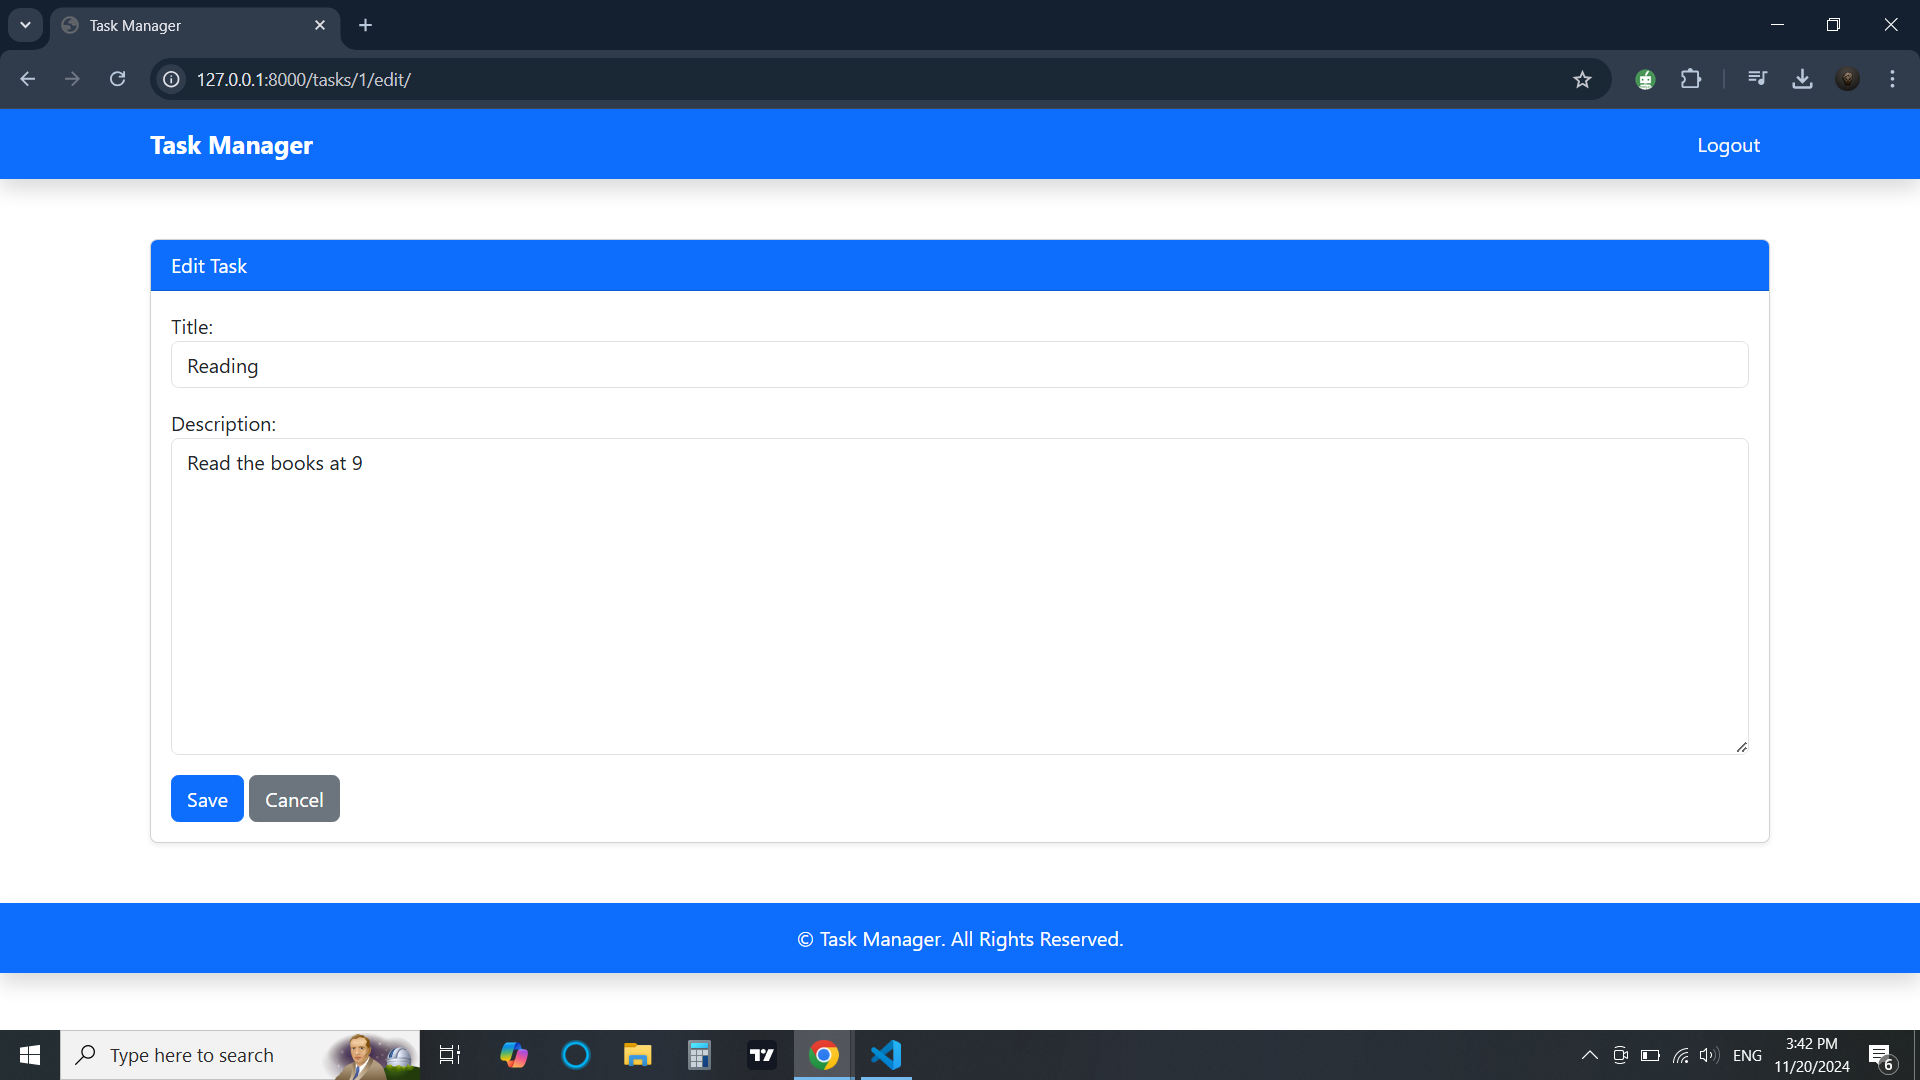 Task Manager
127.0.0.1:8000/tasks/1/edit/
Task Manager
Logout
Edit Task
Title:
Reading
Description:
Read the books at 9
Save Cancel
© Task Manager. All Rights Reserved.
Type here to search
ENG
3:42 PM
11/20/2024
6